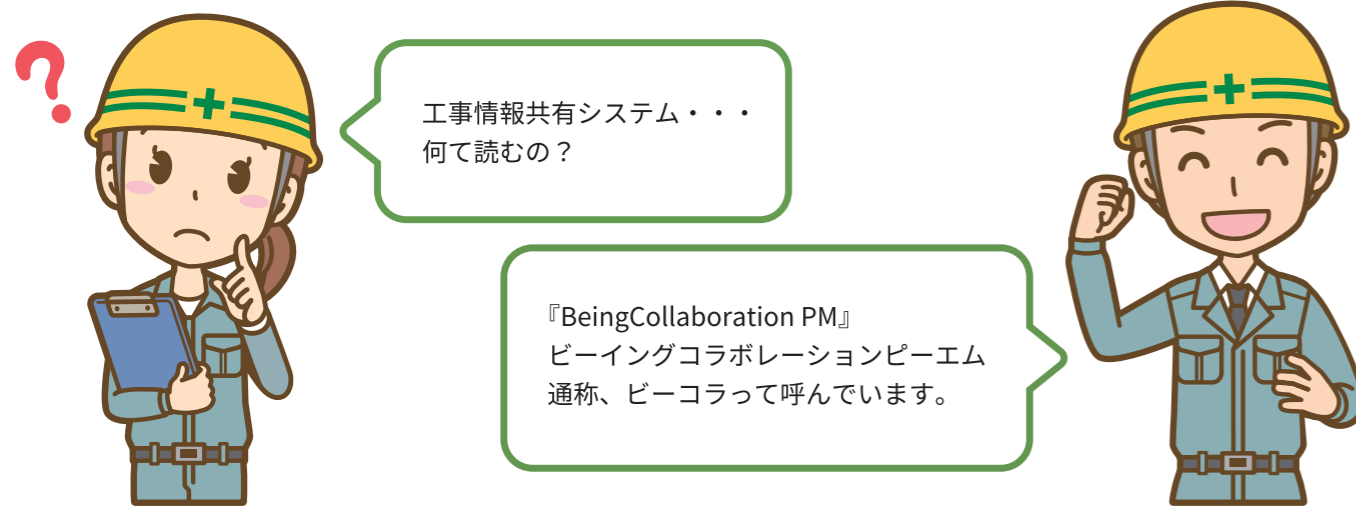 工事情報共有システム・・・
何て読むの？
『BeingCollaboration PM』
ビーイングコラボレーションピーエム
通称、ビーコラって呼んでいます。